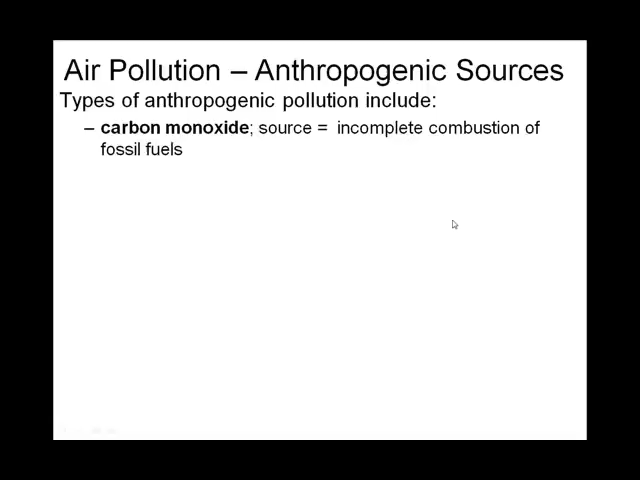 Air Pollution – Anthropogenic Sources
Types of anthropogenic pollution include:
– carbon monoxide; source = incomplete combustion of
fossil fuels